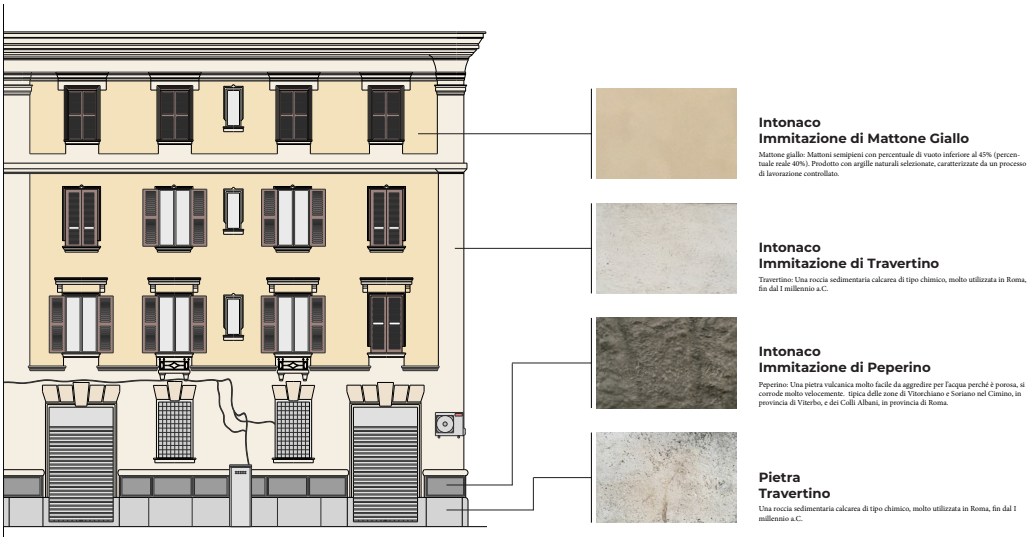 Intonaco
Immitazione di Mattone Giallo
Mattone giallo: Mattoni semipieni con percentuale di vuoto inferiore al 45% (percen-
tuale reale 40%). Prodotto con argille naturali selezionate, caratterizzate da un processo
di lavorazione controllato.
Intonaco
Immitazione di Travertino
Travertino: Una roccia sedimentaria calcarea di tipo chimico, molto utilizzata in Roma,
fin dal I millennio a.C.
Intonaco
Immitazione di Peperino
Peperino: Una pietra vulcanica molto facile da aggredire per l'acqua perché è porosa, si
corrode molto velocemente. tipica delle zone di Vitorchiano e Soriano nel Cimino, in
provincia di Viterbo, e dei Colli Albani, in provincia di Roma.
Pietra
Travertino
Una roccia sedimentaria calcarea di tipo chimico, molto utilizzata in Roma, fin dal I
millennio a.C.